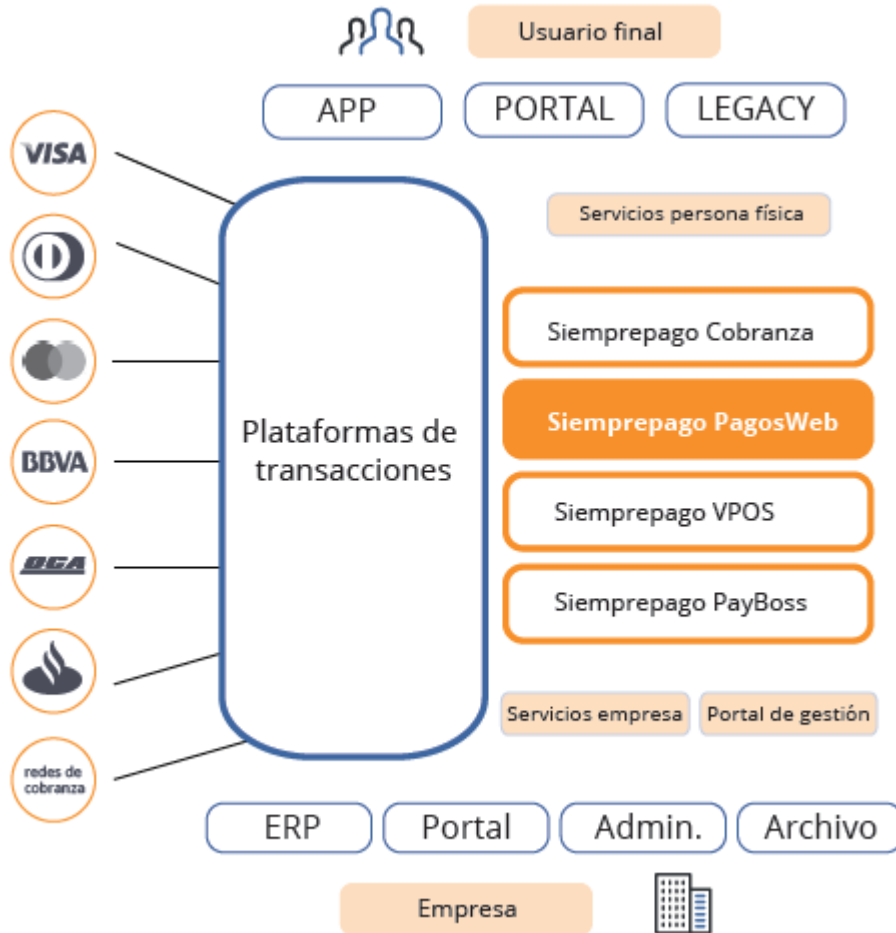 Usuario final
APP
PORTAL
LEGACY
VISA
Servicios persona física
Siemprepago Cobranza
Siemprepago PagosWeb
Plataformas de
transacciones
BBVA
Siemprepago VPOS
OCA
Siemprepago PayBoss
Servicios empresa
Portal de gestión
redes de
cobranza
ERP
Portal
Admin.
Archivo
Empresa